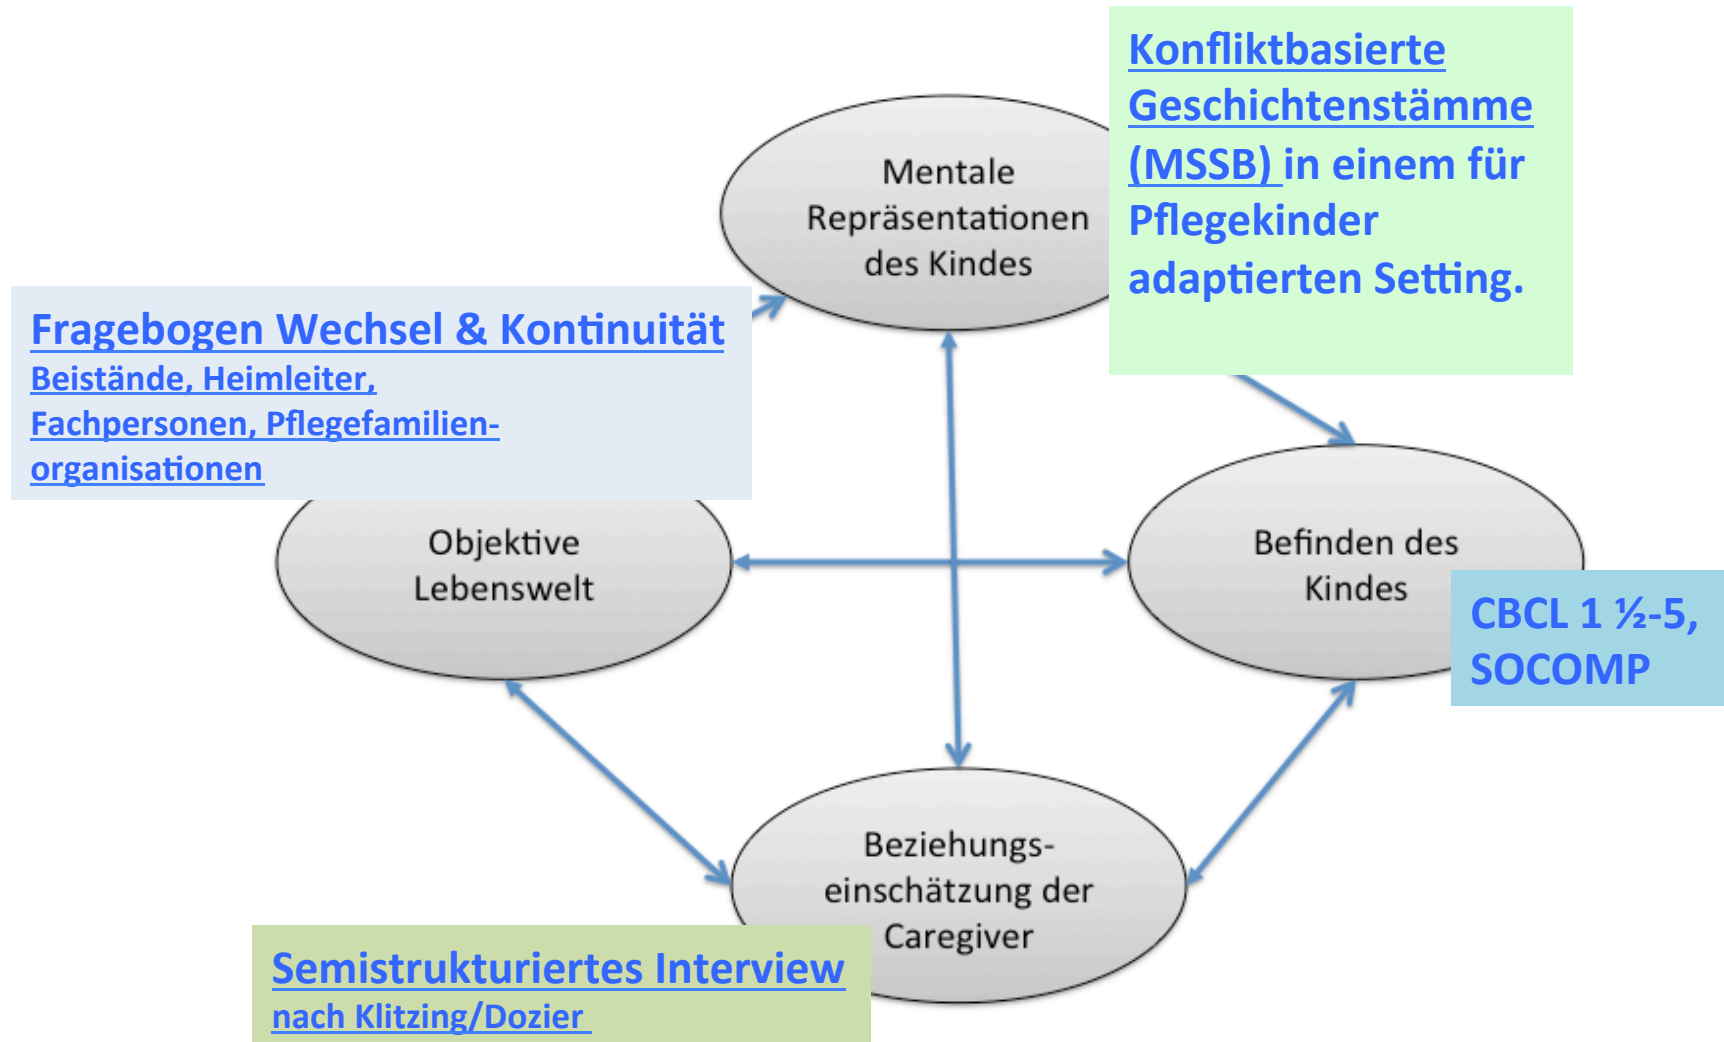 Konfliktbasierte
Geschichtenstämme
(MSSB) in einem für
Pflegekinder
adaptierten Setting.
Mentale
Repräsentationen
des Kindes
Fragebogen Wechsel & Kontinuität
Beistände, Heimleiter,
Fachpersonen, Pflegefamilien-
organisationen
Objektive
Lebenswelt
Befinden des
Kindes
CBCL 1 ½-5,
SOCOMP
Beziehungs-
einschätzung der
Caregiver
Semistrukturiertes Interview
nach Klitzing/Dozier